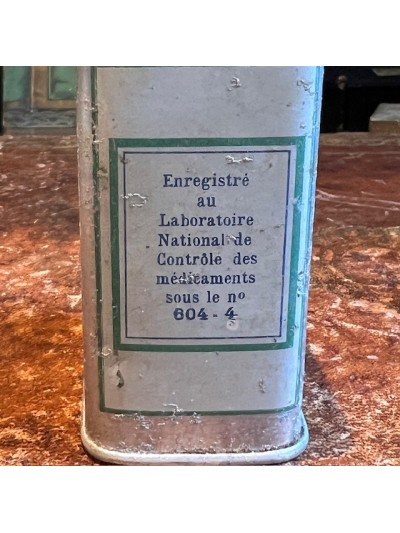 Enregistré
au
Laboratoire
National de
Contrôle des
médicaments
sous le nº
604 - 4